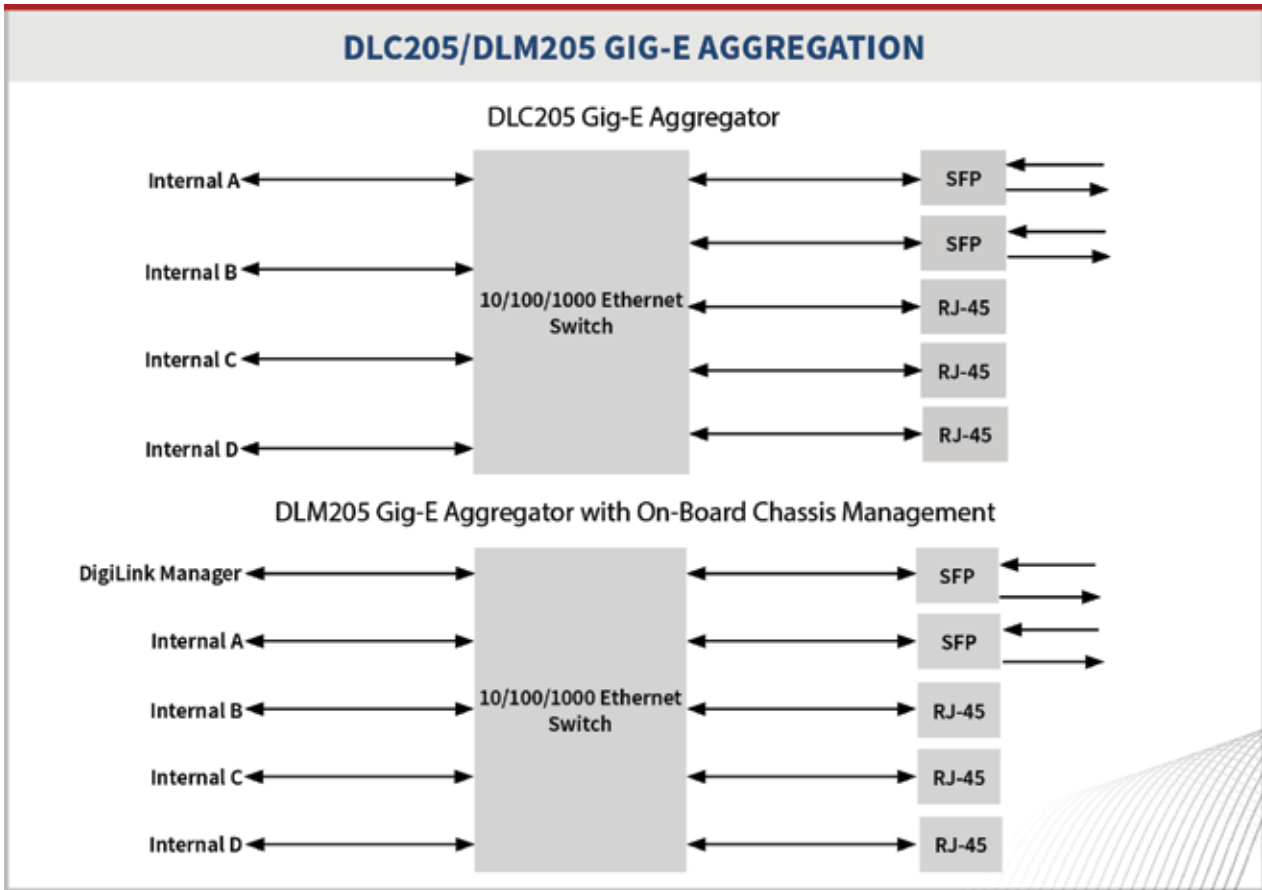 DLC205/DLM205 GIG-E AGGREGATION
DLC205 Gig-E Aggregator
Internal A
Internal B
Internal C
Internal D
10/100/1000 Ethernet
Switch
SFP
SFP
RJ-45
RJ-45
RJ-45
DLM205 Gig-E Aggregator with On-Board Chassis Management
DigiLink Manager
Internal A
Internal B
Internal C
Internal D
10/100/1000 Ethernet
Switch
SFP
SFP
RJ-45
RJ-45
RJ-45